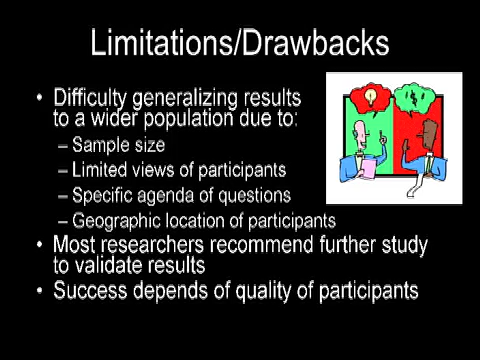 Limitations/Drawbacks
• Difficulty generalizing results
to a wider population due to:
– Sample size
– Limited views of participants
– Specific agenda of questions
– Geographic location of participants
• Most researchers recommend further study
to validate results
• Success depends of quality of participants